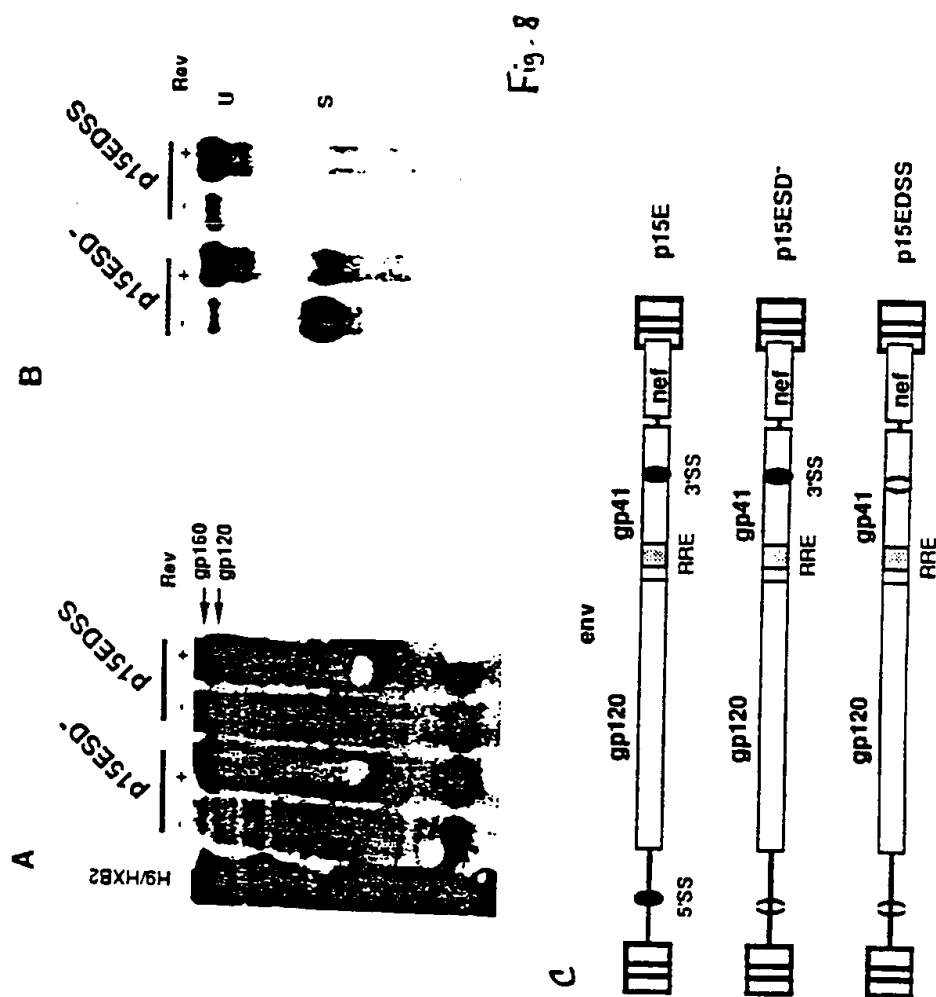 A
H9/HXB2
p15ESD⁻
p15EDSS
- + - + Rev
gp160
gp120
B
p15ESD⁻
p15EDSS
- + - + Rev
U
S
Fig. 8
C
env
gp120
gp41
nef
5'SS
RRE
3'SS
p15E
gp120
gp41
nef
RRE
3'SS
p15ESD⁻
gp120
gp41
nef
RRE
p15EDSS